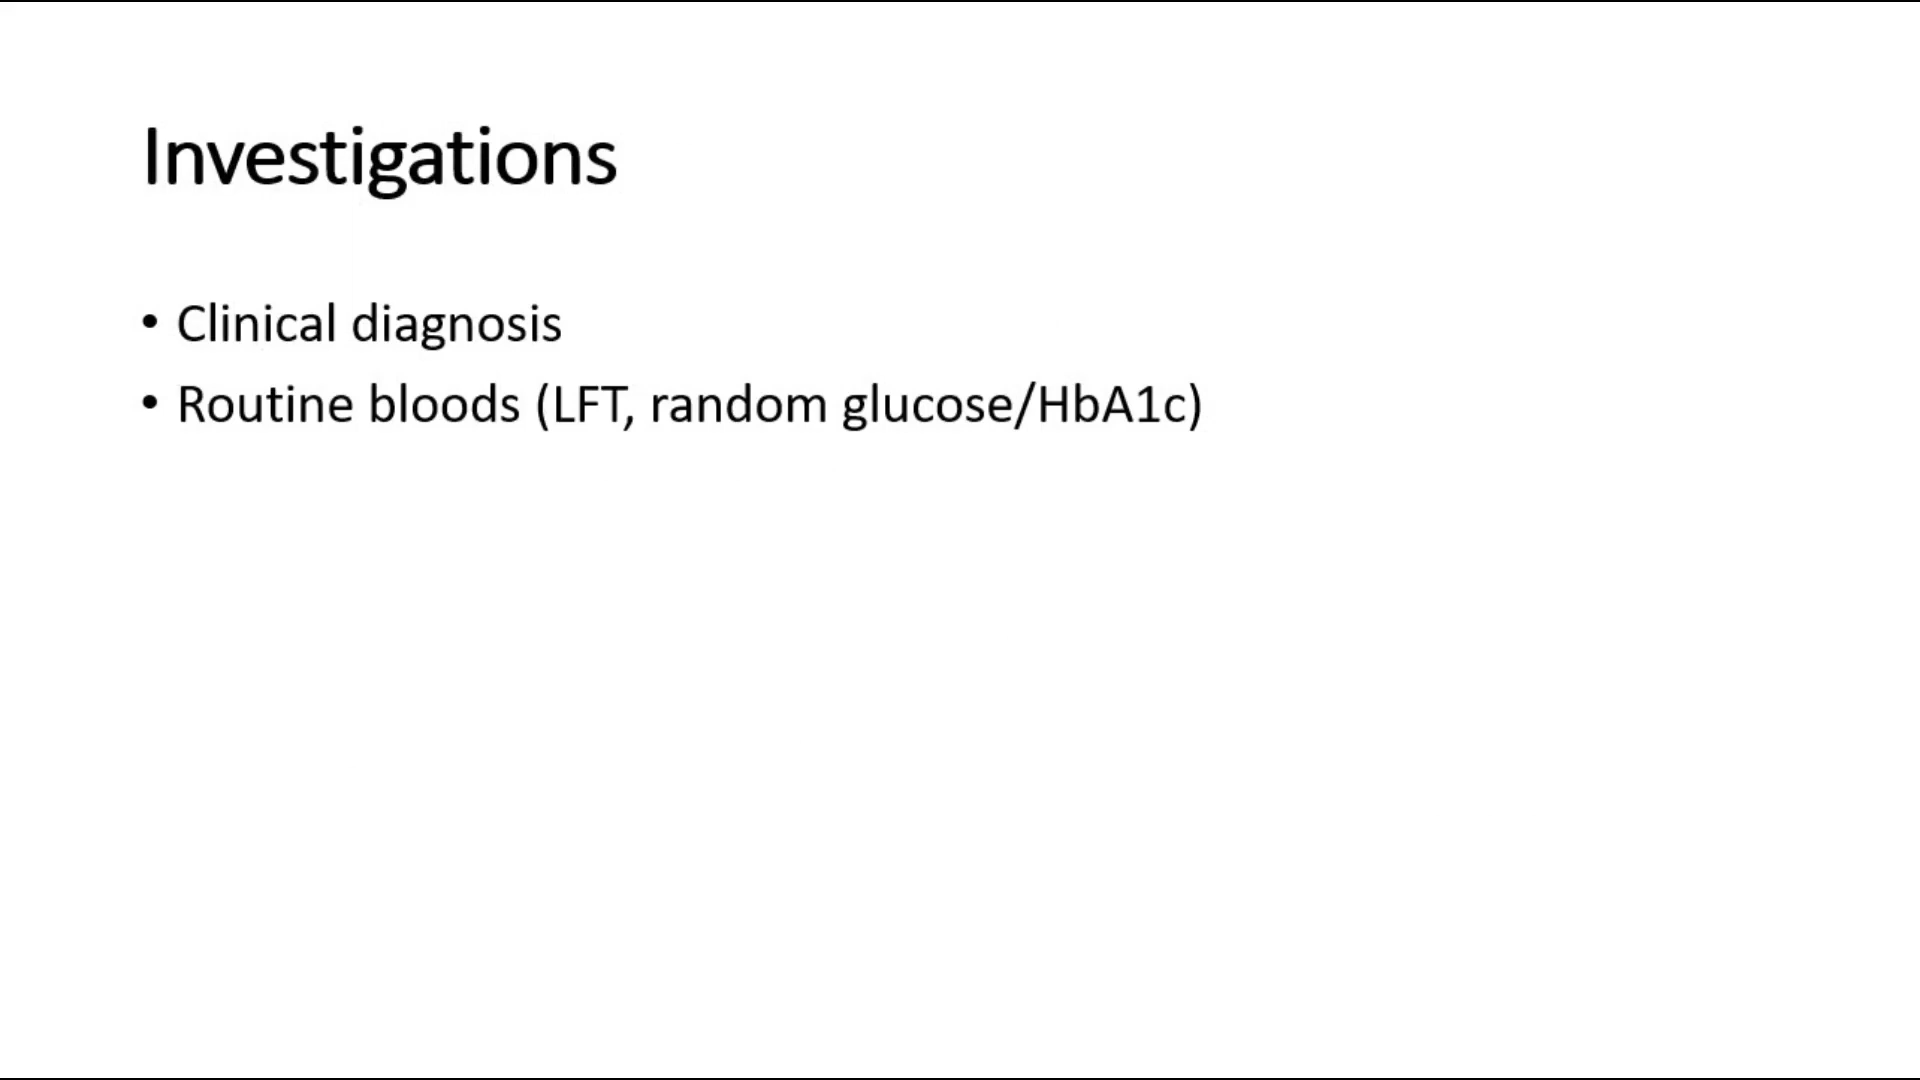 Investigations
• Clinical diagnosis
• Routine bloods (LFT, random glucose/HbA1c)